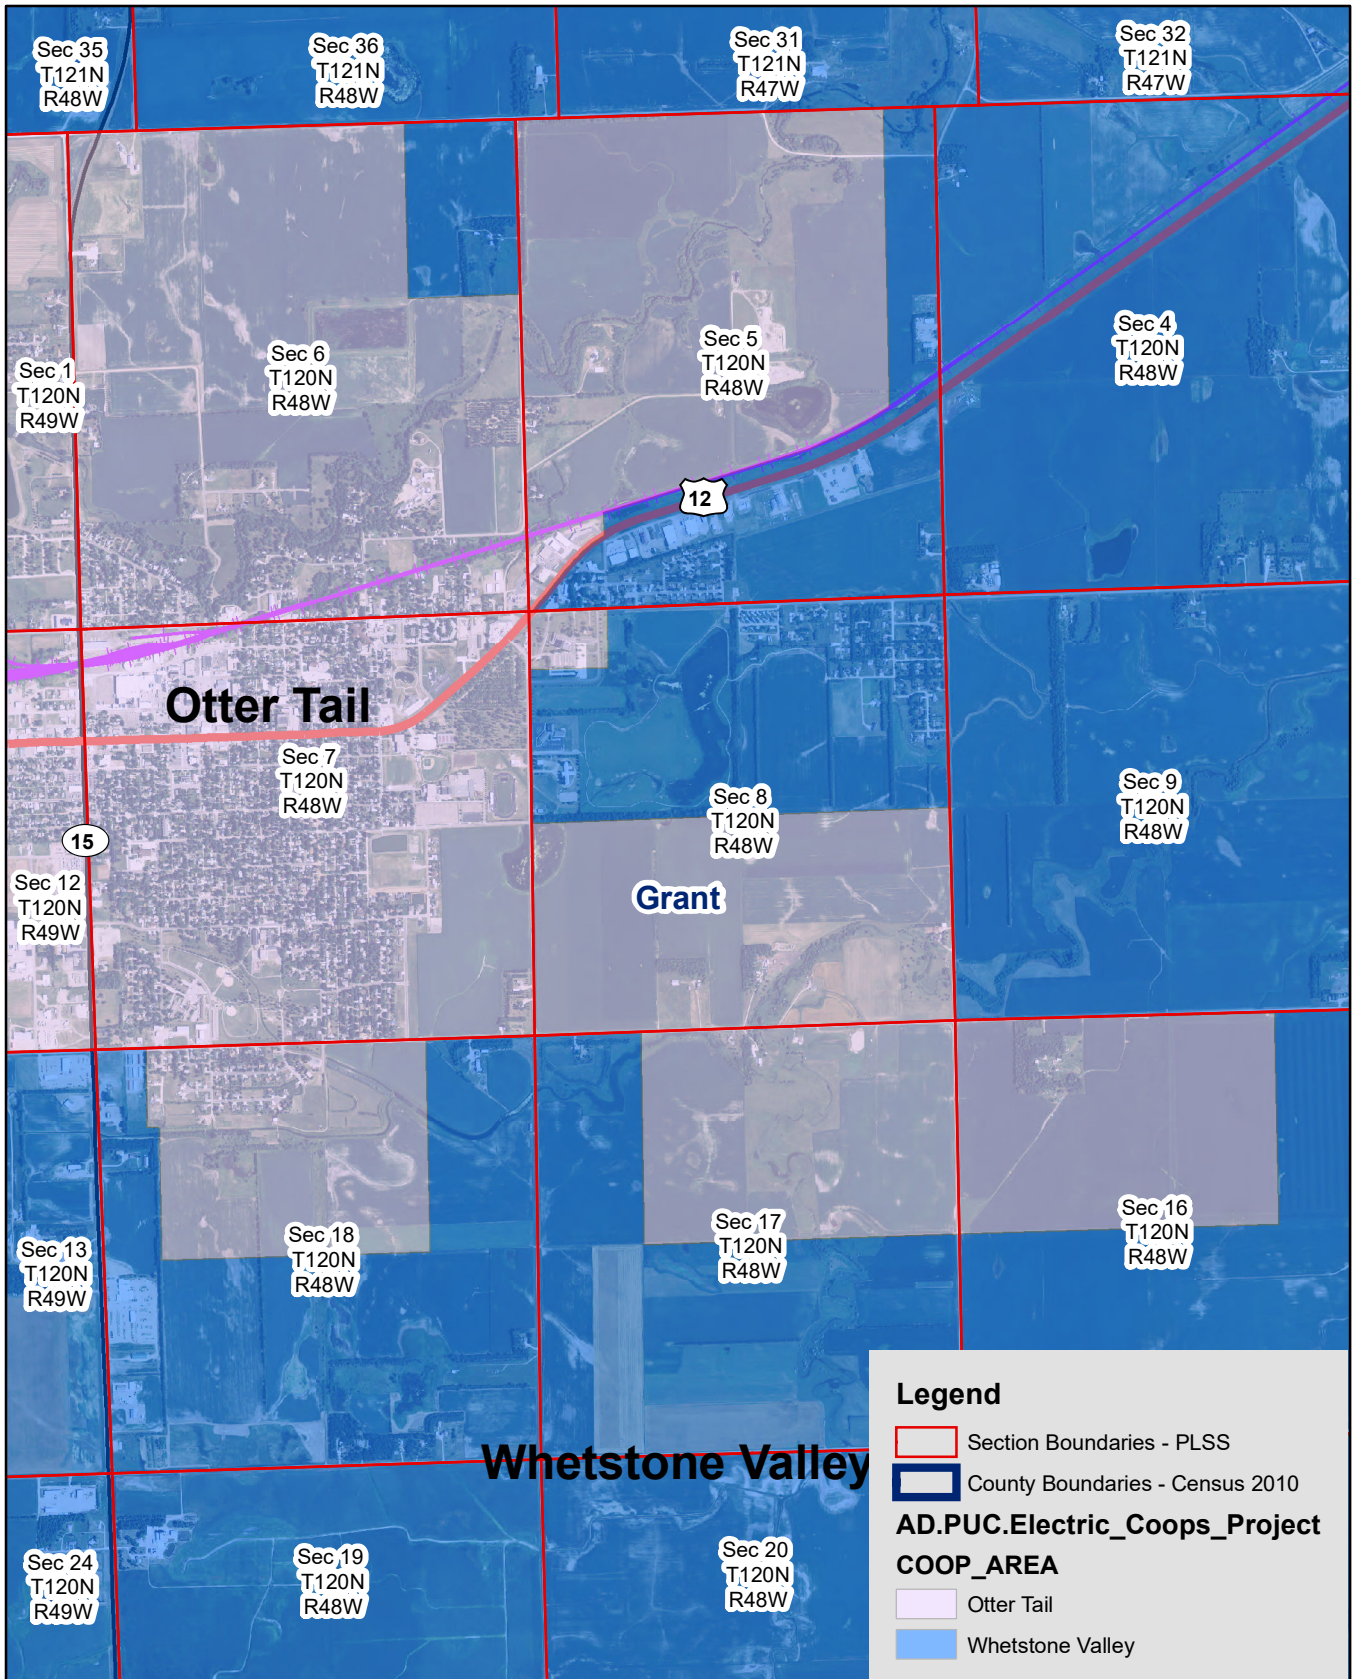 Sec 35
T121N
R48W
Sec 36
T121N
R48W
Sec 31
T121N
R47W
Sec 32
T121N
R47W
Sec 1
T120N
R49W
Sec 6
T120N
R48W
Sec 5
T120N
R48W
Sec 4
T120N
R48W
12
Otter Tail
Sec 7
T120N
R48W
Sec 8
T120N
R48W
Sec 9
T120N
R48W
15
Sec 12
T120N
R49W
Grant
Sec 13
T120N
R49W
Sec 18
T120N
R48W
Sec 17
T120N
R48W
Sec 16
T120N
R48W
Whetstone Valley
Sec 24
T120N
R49W
Sec 19
T120N
R48W
Sec 20
T120N
R48W
Legend
Section Boundaries - PLSS
County Boundaries - Census 2010
AD.PUC.Electric_Coops_Project
COOP_AREA
Otter Tail
Whetstone Valley